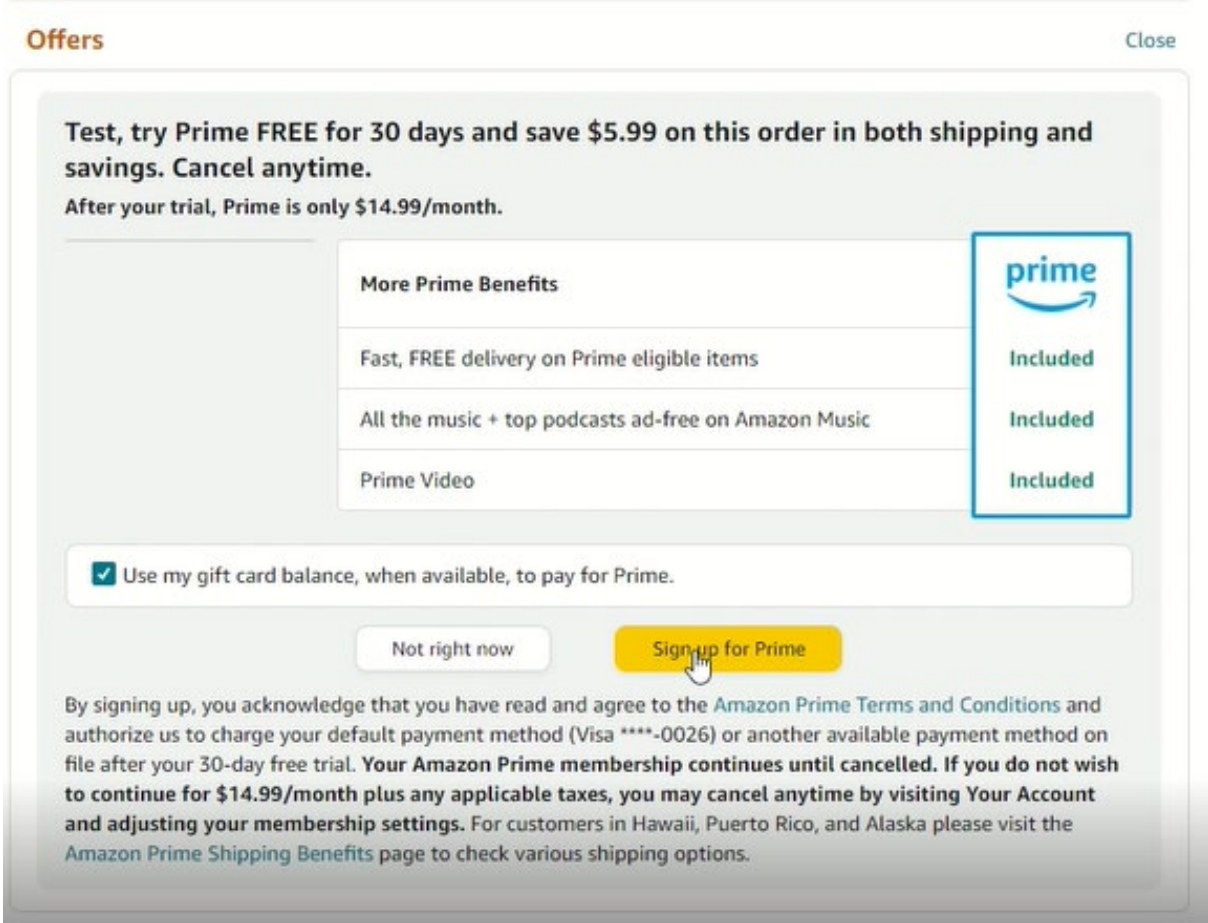 Offers
Close
Test, try Prime FREE for 30 days and save $5.99 on this order in both shipping and
savings. Cancel anytime.
After your trial, Prime is only $14.99/month.
More Prime Benefits
prime
Fast, FREE delivery on Prime eligible items
Included
All the music + top podcasts ad-free on Amazon Music
Included
Prime Video
Included
Use my gift card balance, when available, to pay for Prime.
Not right now
Sign up for Prime
By signing up, you acknowledge that you have read and agree to the Amazon Prime Terms and Conditions and
authorize us to charge your default payment method (Visa ****-0026) or another available payment method on
file after your 30-day free trial. Your Amazon Prime membership continues until cancelled. If you do not wish
to continue for $14.99/month plus any applicable taxes, you may cancel anytime by visiting Your Account
and adjusting your membership settings. For customers in Hawaii, Puerto Rico, and Alaska please visit the
Amazon Prime Shipping Benefits page to check various shipping options.